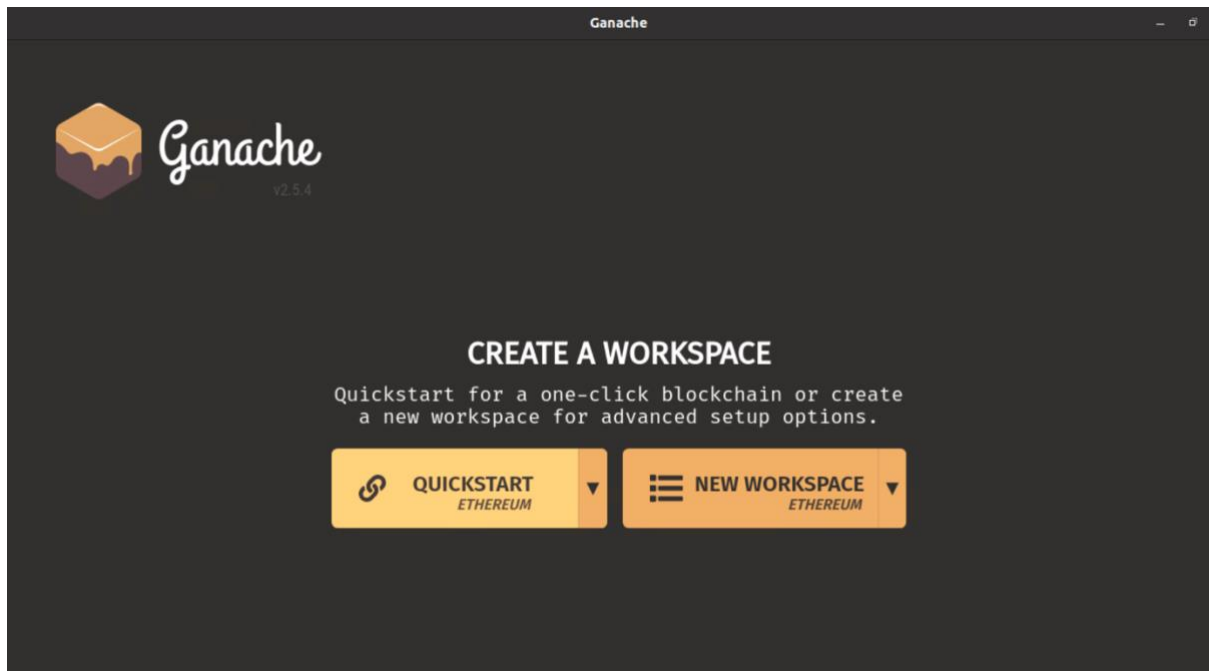 Ganache
Ganache
v2.5.4
CREATE A WORKSPACE
Quickstart for a one-click blockchain or create
a new workspace for advanced setup options.
QUICKSTART
ETHEREUM
NEW WORKSPACE
ETHEREUM